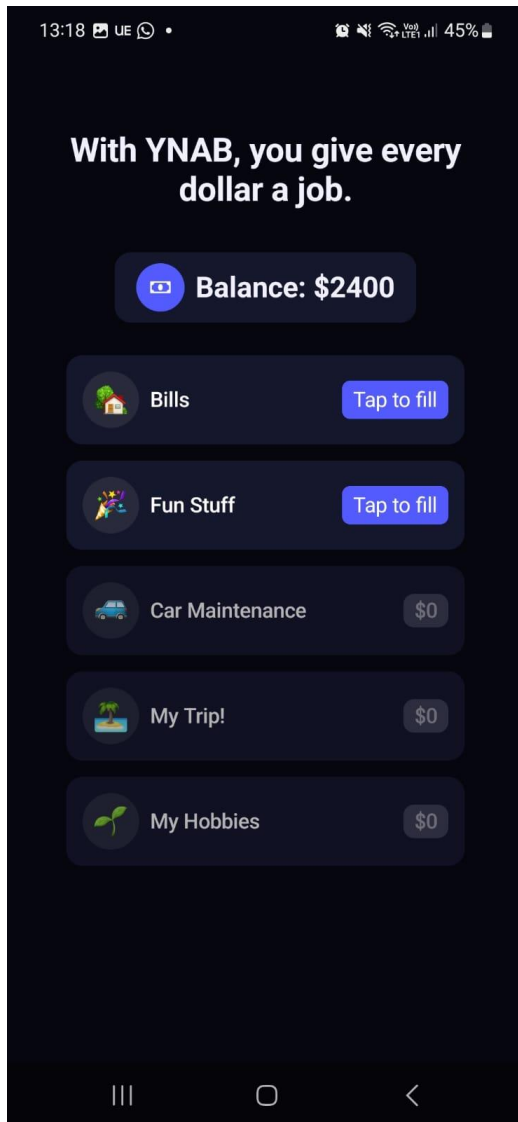 13:18 UE 45%
With YNAB, you give every
dollar a job.
Balance: $2400
Bills Tap to fill
Fun Stuff Tap to fill
Car Maintenance $0
My Trip! $0
My Hobbies $0